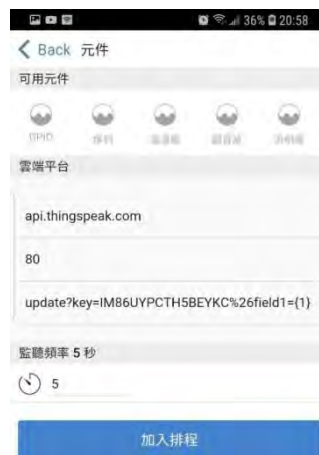 36% 20:58
Back 元件
可用元件
GPIO
雲端平台
api.thingspeak.com
80
update?key=IM86UYPCTH5BEYKC%26field1={1}
監聽頻率 5 秒
5
加入排程